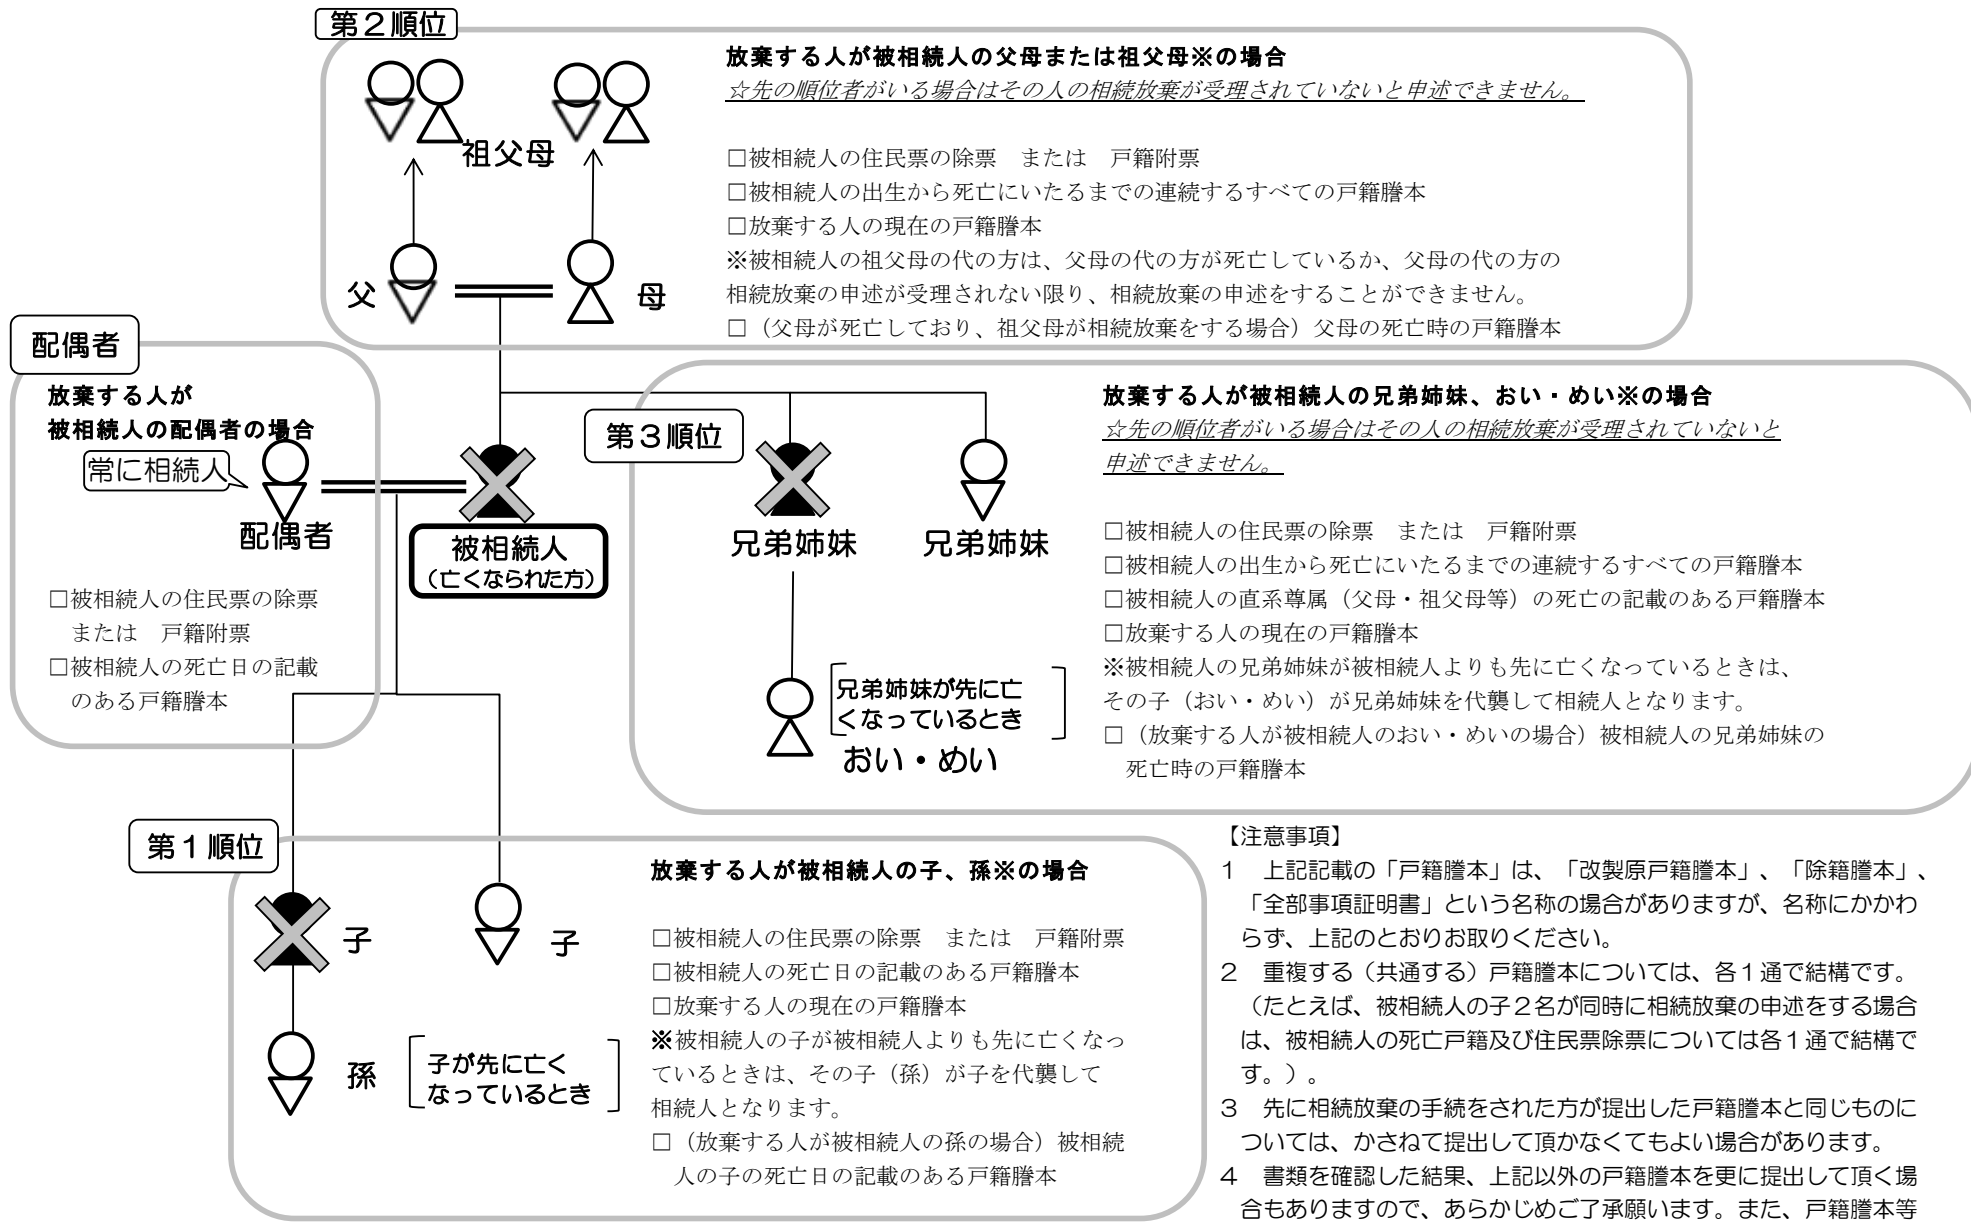 第２順位
放棄する人が被相続人の父母または祖父母※の場合
☆先の順位者がいる場合はその人の相続放棄が受理されていないと申述できません。
□被相続人の住民票の除票　または　戸籍附票
□被相続人の出生から死亡にいたるまでの連続するすべての戸籍謄本
□放棄する人の現在の戸籍謄本
※被相続人の祖父母の代の方は、父母の代の方が死亡しているか、父母の代の方の
相続放棄の申述が受理されない限り、相続放棄の申述をすることができません。
□（父母が死亡しており、祖父母が相続放棄をする場合）父母の死亡時の戸籍謄本
祖父母
父
母
配偶者
放棄する人が
被相続人の配偶者の場合
常に相続人
配偶者
□被相続人の住民票の除票
または　戸籍附票
□被相続人の死亡日の記載
のある戸籍謄本
被相続人
（亡くなられた方）
第３順位
兄弟姉妹
兄弟姉妹
兄弟姉妹が先に亡
くなっているとき
おい・めい
放棄する人が被相続人の兄弟姉妹、おい・めい※の場合
☆先の順位者がいる場合はその人の相続放棄が受理されていないと
申述できません。
□被相続人の住民票の除票　または　戸籍附票
□被相続人の出生から死亡にいたるまでの連続するすべての戸籍謄本
□被相続人の直系尊属（父母・祖父母等）の死亡の記載のある戸籍謄本
□放棄する人の現在の戸籍謄本
※被相続人の兄弟姉妹が被相続人よりも先に亡くなっているときは、
その子（おい・めい）が兄弟姉妹を代襲して相続人となります。
□（放棄する人が被相続人のおい・めいの場合）被相続人の兄弟姉妹の
死亡時の戸籍謄本
第１順位
子
子
孫
子が先に亡く
なっているとき
放棄する人が被相続人の子、孫※の場合
□被相続人の住民票の除票　または　戸籍附票
□被相続人の死亡日の記載のある戸籍謄本
□放棄する人の現在の戸籍謄本
※被相続人の子が被相続人よりも先に亡くなっ
ているときは、その子（孫）が子を代襲して
相続人となります。
□（放棄する人が被相続人の孫の場合）被相続
人の子の死亡日の記載のある戸籍謄本
【注意事項】
１　上記記載の「戸籍謄本」は、「改製原戸籍謄本」、「除籍謄本」、
「全部事項証明書」という名称の場合がありますが、名称にかかわ
らず、上記のとおりお取りください。
２　重複する（共通する）戸籍謄本については、各１通で結構です。
（たとえば、被相続人の子２名が同時に相続放棄の申述をする場合
は、被相続人の死亡戸籍及び住民票除票については各１通で結構で
す。）。
３　先に相続放棄の手続をされた方が提出した戸籍謄本と同じものに
ついては、かさねて提出して頂かなくてもよい場合があります。
４　書類を確認した結果、上記以外の戸籍謄本を更に提出して頂く場
合もありますので、あらかじめご了承願います。また、戸籍謄本等